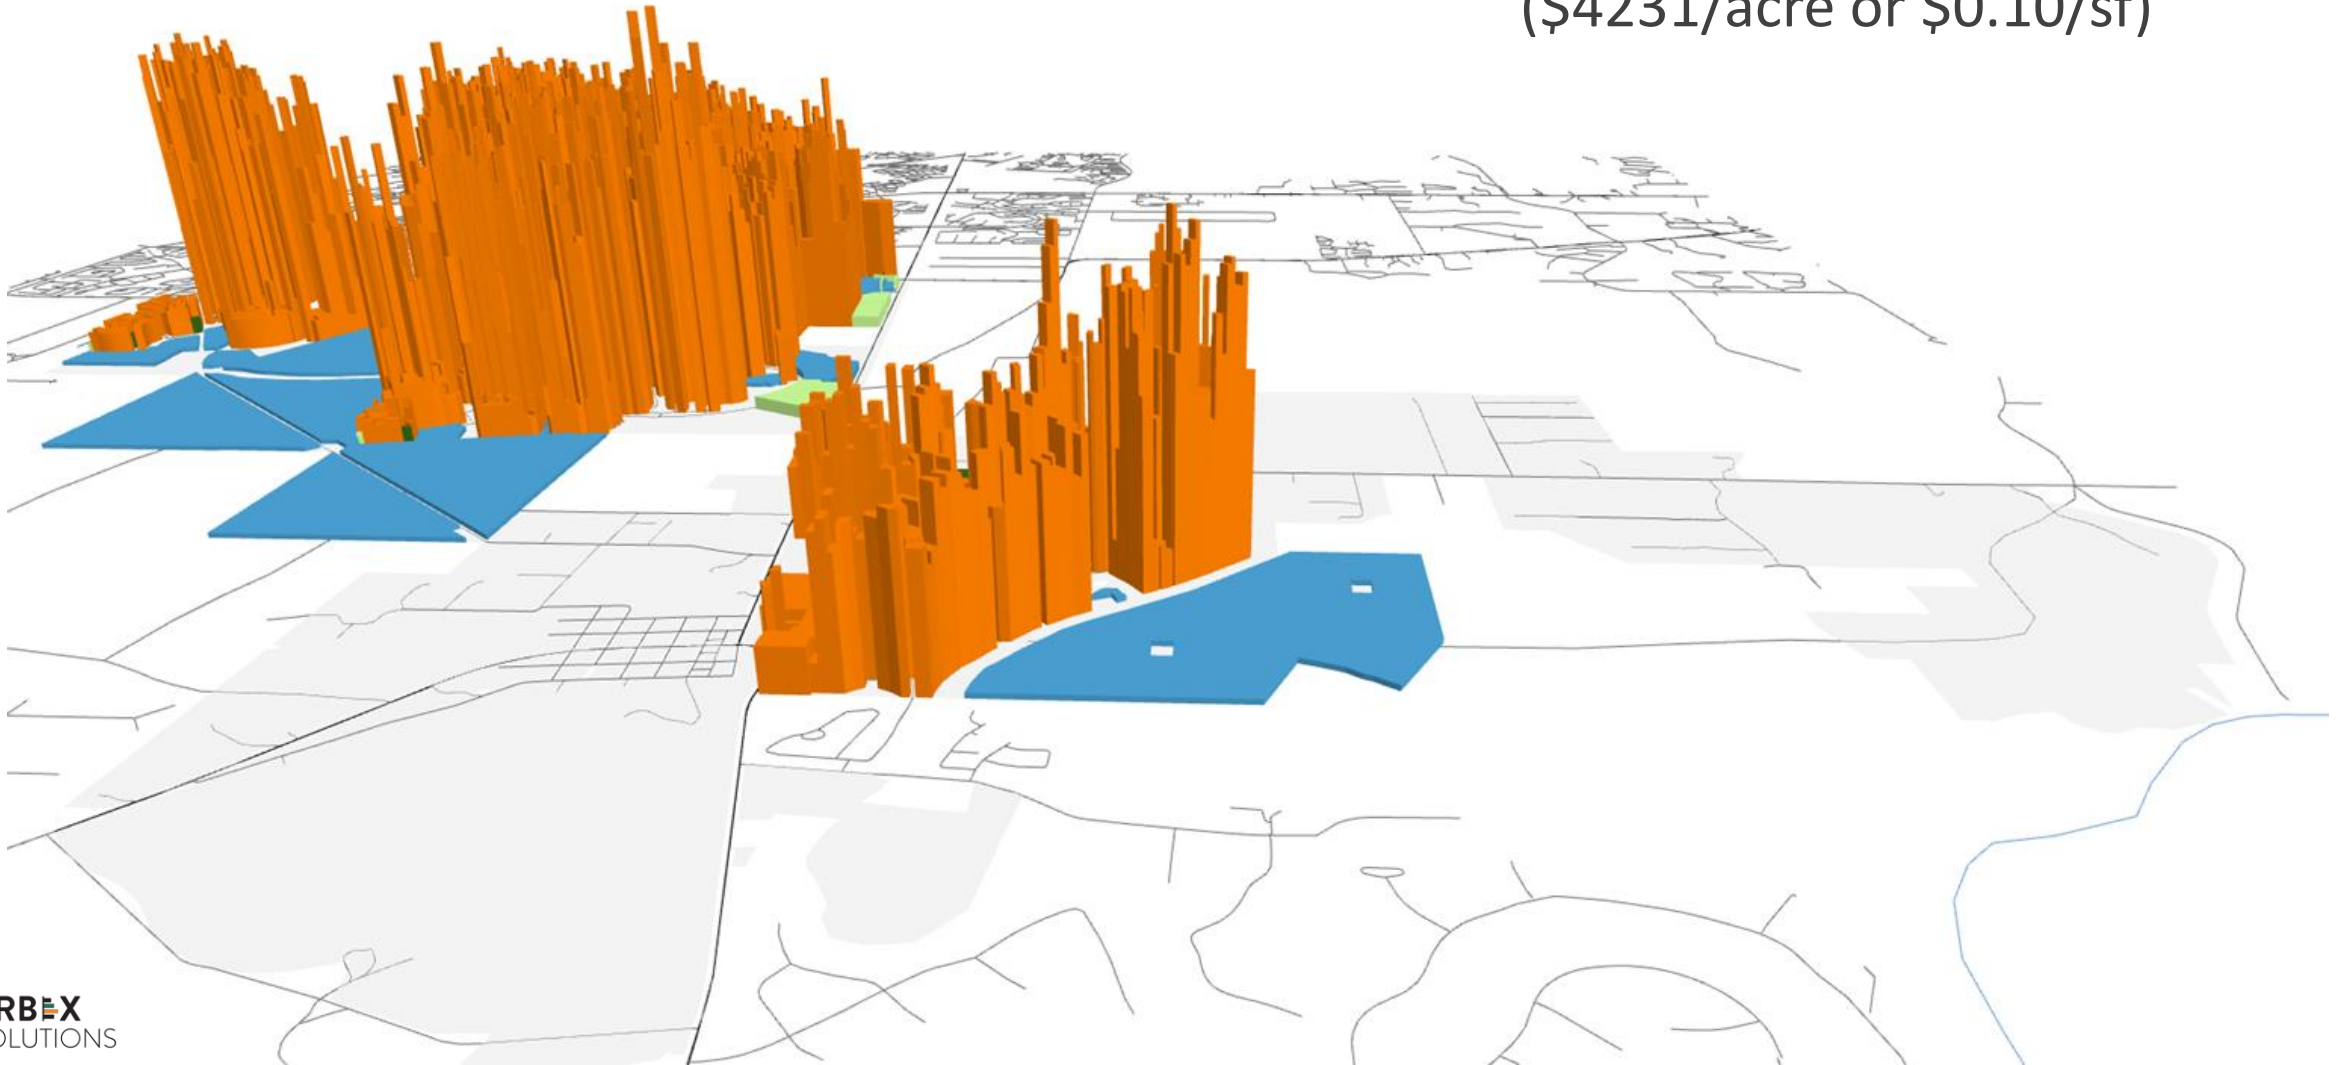 ($4231/acre or $0.10/sf)
RBEX
OLUTIONS